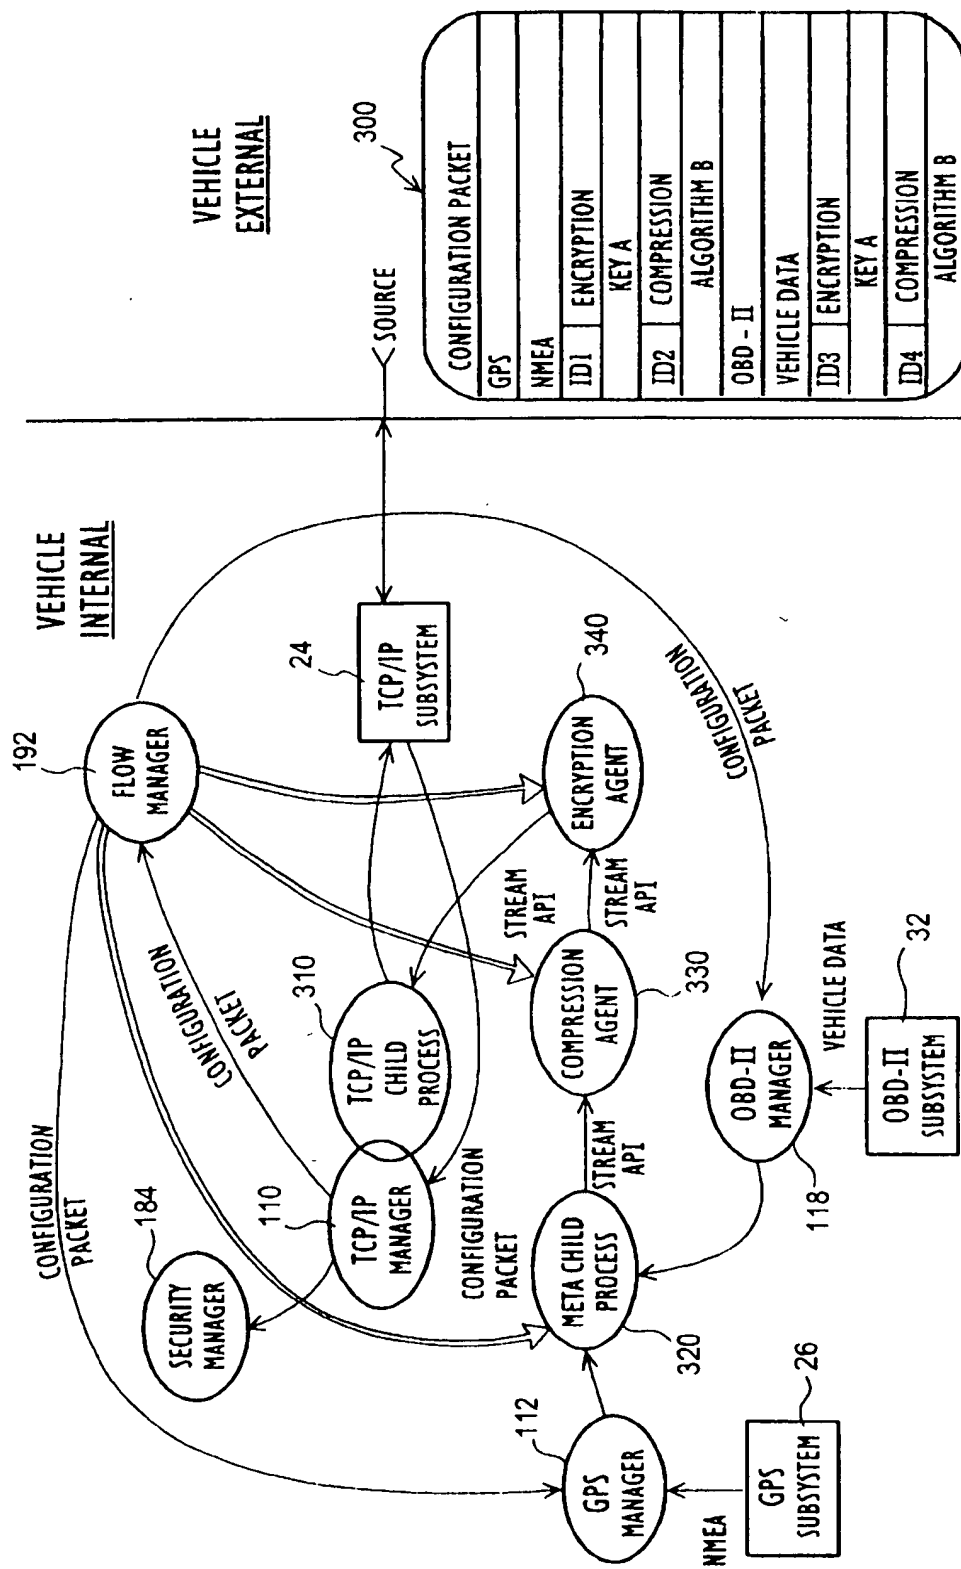 VEHICLE
INTERNAL
VEHICLE
EXTERNAL
192
FLOW
MANAGER
CONFIGURATION
PACKET
184
SECURITY
MANAGER
CONFIGURATION
PACKET
110
TCP/IP
MANAGER
310
TCP/IP
CHILD
PROCESS
24
TCP/IP
SUBSYSTEM
SOURCE
CONFIGURATION
PACKET
112
GPS
MANAGER
320
META CHILD
PROCESS
STREAM
API
330
COMPRESSION
AGENT
STREAM
API
STREAM
API
340
ENCRYPTION
AGENT
CONFIGURATION
PACKET
NMEA
26
GPS
SUBSYSTEM
118
OBD-II
MANAGER
VEHICLE DATA
32
OBD-II
SUBSYSTEM
300
CONFIGURATION PACKET
GPS
NMEA
ID1 ENCRYPTION
KEY A
ID2 COMPRESSION
ALGORITHM B
OBD - II
VEHICLE DATA
ID3 ENCRYPTION
KEY A
ID4 COMPRESSION
ALGORITHM B